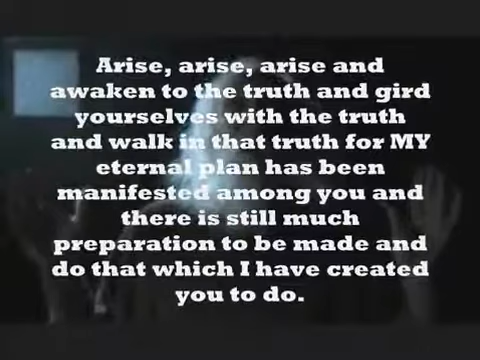 Arise, arise, arise and
awaken to the truth and gird
yourselves with the truth
and walk in that truth for MY
eternal plan has been
manifested among you and
there is still much
preparation to be made and
do that which I have created
you to do.